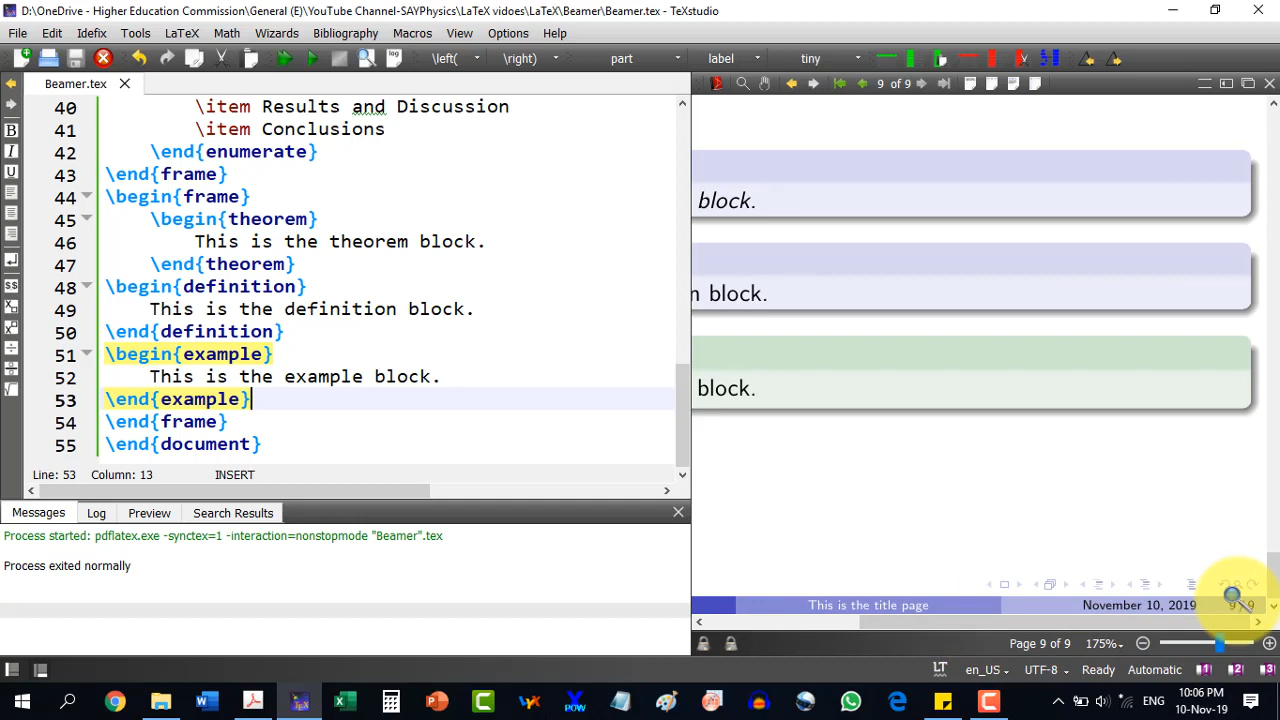 D:\OneDrive - Higher Education Commission\General (E)\YouTube Channel-SAYPhysics\LaTeX vidoes\LaTeX\Beamer\Beamer.tex - TeXstudio
File Edit Idefix Tools LaTeX Math Wizards Bibliography Macros View Options Help
log \left( \right) part label tiny
Beamer.tex
9 of 9
40 \item Results and Discussion
41 \item Conclusions
42 \end{enumerate}
43 \end{frame}
44 \begin{frame}
45 \begin{theorem}
46 This is the theorem block.
47 \end{theorem}
48 \begin{definition}
49 This is the definition block.
50 \end{definition}
51 \begin{example}
52 This is the example block.
53 \end{example}
54 \end{frame}
55 \end{document}
B
I
U
$$
block.
block.
block.
Line: 53 Column: 13 INSERT
Messages Log Preview Search Results
Process started: pdflatex.exe -synctex=1 -interaction=nonstopmode "Beamer".tex
Process exited normally
This is the title page November 10, 2019
Page 9 of 9 175%
en_US UTF-8 Ready Automatic 1 2 3
10:06 PM
ENG
10-Nov-19